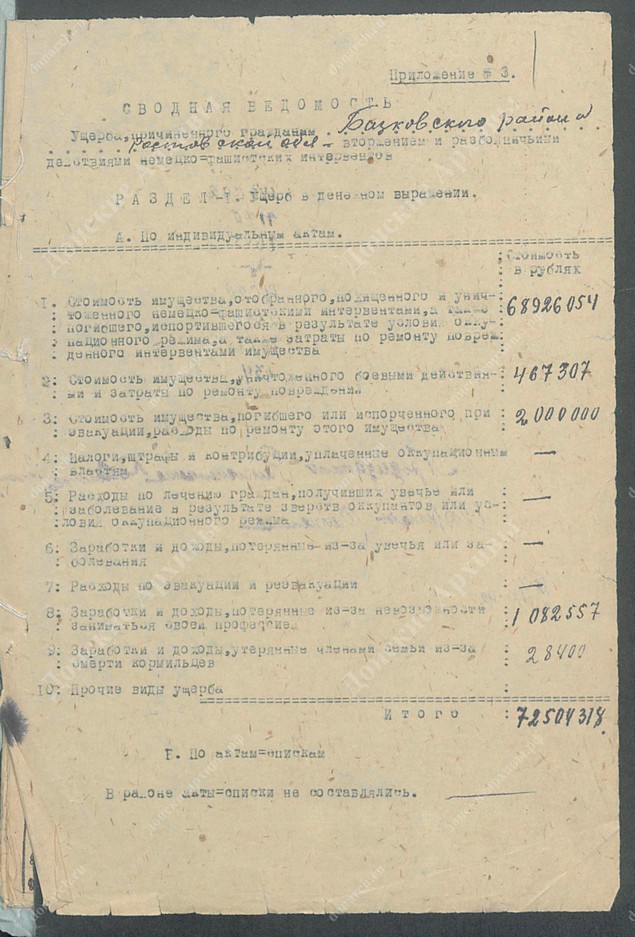 Приложение № 3.
СВОДНАЯ ВЕДОМОСТЬ
Ущерба, причиненного гражданам Базковского района
Ростовской обл - вторжением и разбойничьими
действиями немецко=фашистских интервентов
РАЗДЕЛ -I. Ущерб в денежном выражении.
А. По индивидуальным актам.
Стоимость
в рублях
1. Стоимость имущества, отобранного, похищенного и унич-
тоженного немецко=фашистскими интервентами, а также
погибшего, испортившегося в результате условий окку-
пационного режима, а также затраты по ремонту повреж
денного интервентами имущества
68926054
2: Стоимость имущества, уничтоженного боевыми действия-
ми и затраты по ремонту повреждений
467307
3: Стоимость имущества, погибшего или испорченного при
эвакуации, расходы по ремонту этого имущества
2000000
4: Налоги, штрафы и контрибуции, уплаченные оккупационным
властям
—
5: Расходы по лечению граждан, получивших увечье или
заболевание в результате зверств оккупантов или ус-
ловий оккупационного режима
—
6: Заработки и доходы, потерянные из-за увечья или за-
болевания
—
7: Расходы по эвакуации и реэвакуации
—
8: Заработки и доходы, потерянные из-за невозможности
заниматься своей профессией
1082557
9: Заработки и доходы, утерянные членами семьи из-за
смерти кормильцев
28400
10: Прочие виды ущерба
Итого : 72504318
Б. По актам=спискам
В районе акты=списки не составлялись.